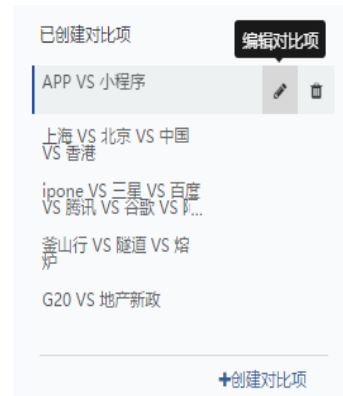 已创建对比项
编辑对比项
APP VS 小程序
上海 VS 北京 VS 中国
VS 香港
ipone VS 三星 VS 百度
VS 腾讯 VS 谷歌 VS
釜山行 VS 隧道 VS 熔
炉
G20 VS 地产新政
+创建对比项